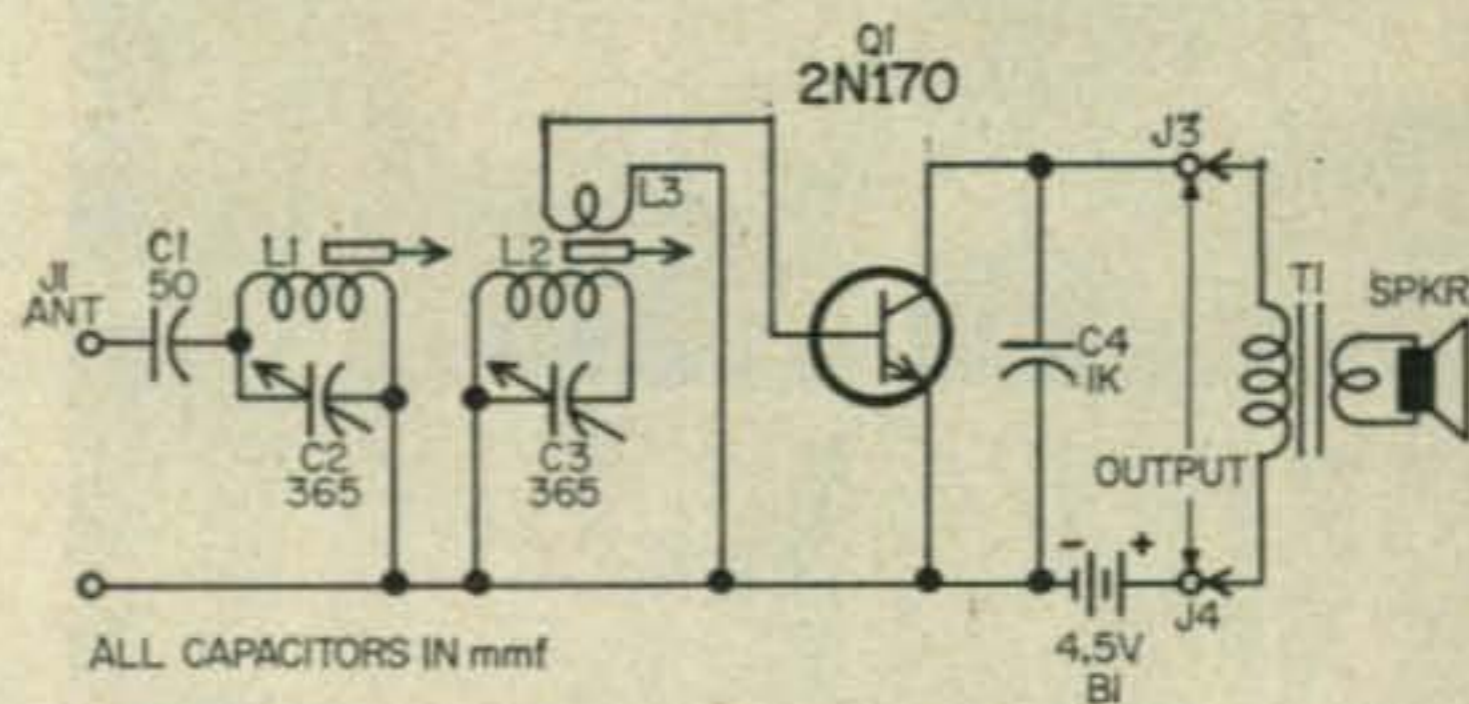 Q1
2N170
J3
L3
C1
50
L1
L2
J1
ANT
T1
SPKR
C4
1K
C2
365
C3
365
OUTPUT
- +
J4
4.5V
B1
ALL CAPACITORS IN mmf